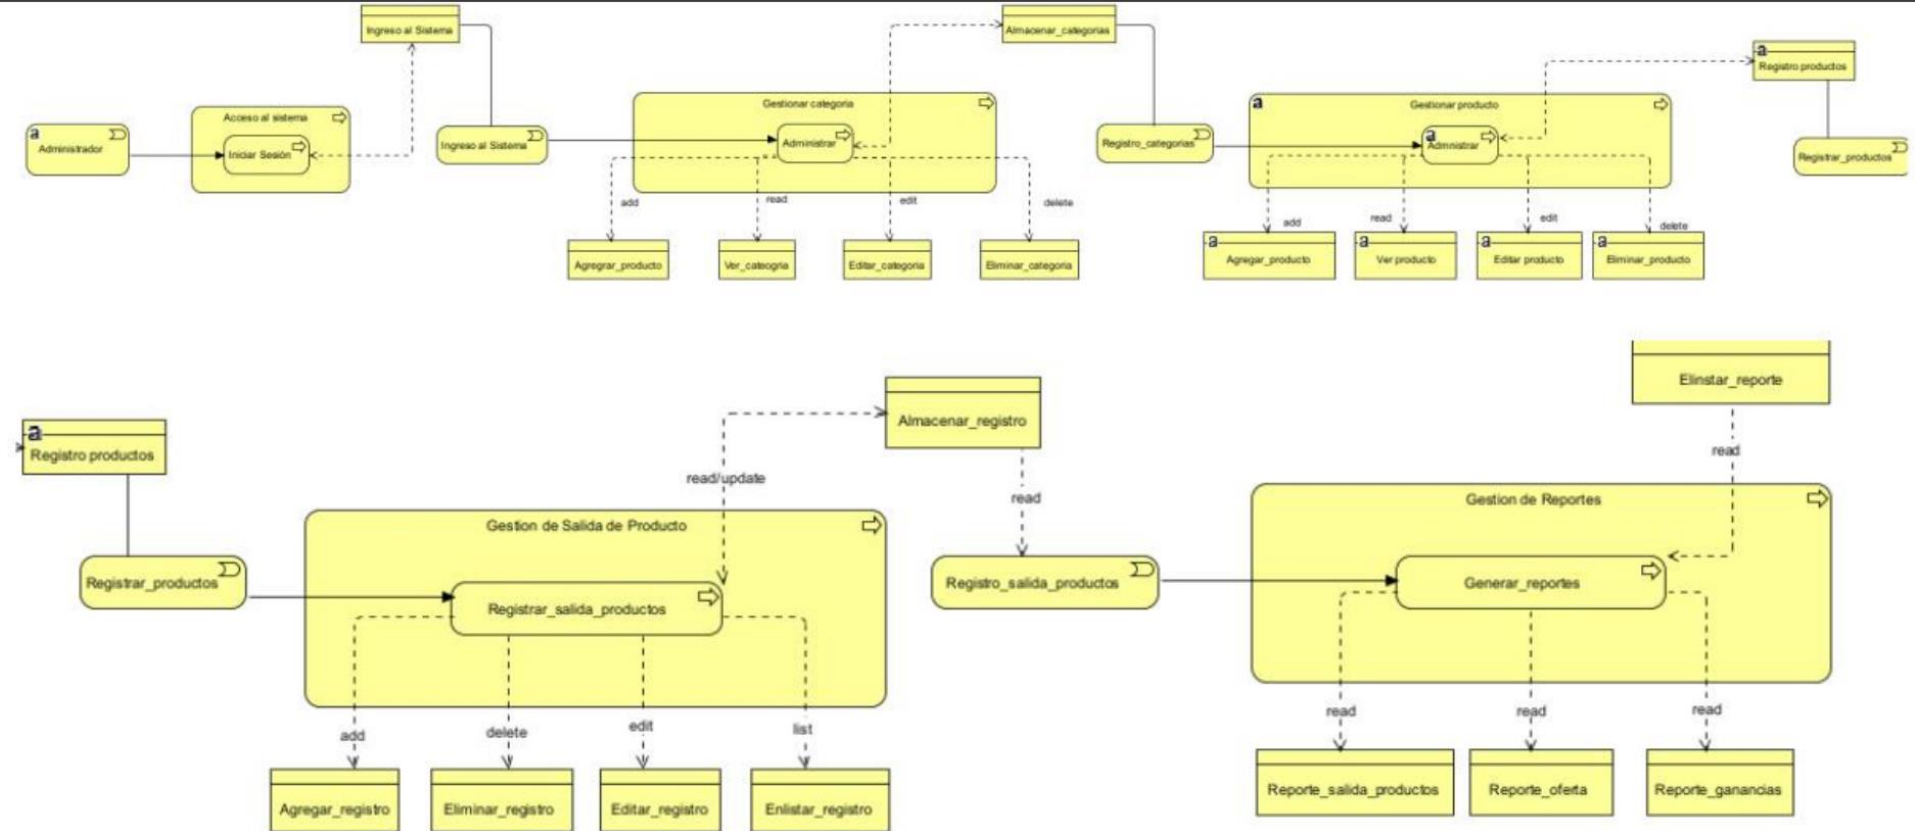 Ingreso al Sistema
Almacenar_categorias
a
Registro productos
a
Administrador
Acceso al sistema
Iniciar Sesión
Ingreso al Sistema
Gestionar categoria
Administrar
Registro_categorias
a
Gestionar producto
a
Admnistrar
Registrar_productos
add
read
edit
delete
add
read
edit
delete
Agregrar_producto
Ver_cateogria
Editar_categoria
Eliminar_categoria
a
Agregar_producto
a
Ver producto
a
Editar producto
a
Eliminar_producto
Elinstar_reporte
Almacenar_registro
a
Registro productos
read/update
read
read
Gestion de Salida de Producto
Gestion de Reportes
Registrar_productos
Registrar_salida_productos
Registro_salida_productos
Generar_reportes
add
delete
edit
list
read
read
read
Agregar_registro
Eliminar_registro
Editar_registro
Enlistar_registro
Reporte_salida_productos
Reporte_oferta
Reporte_ganancias